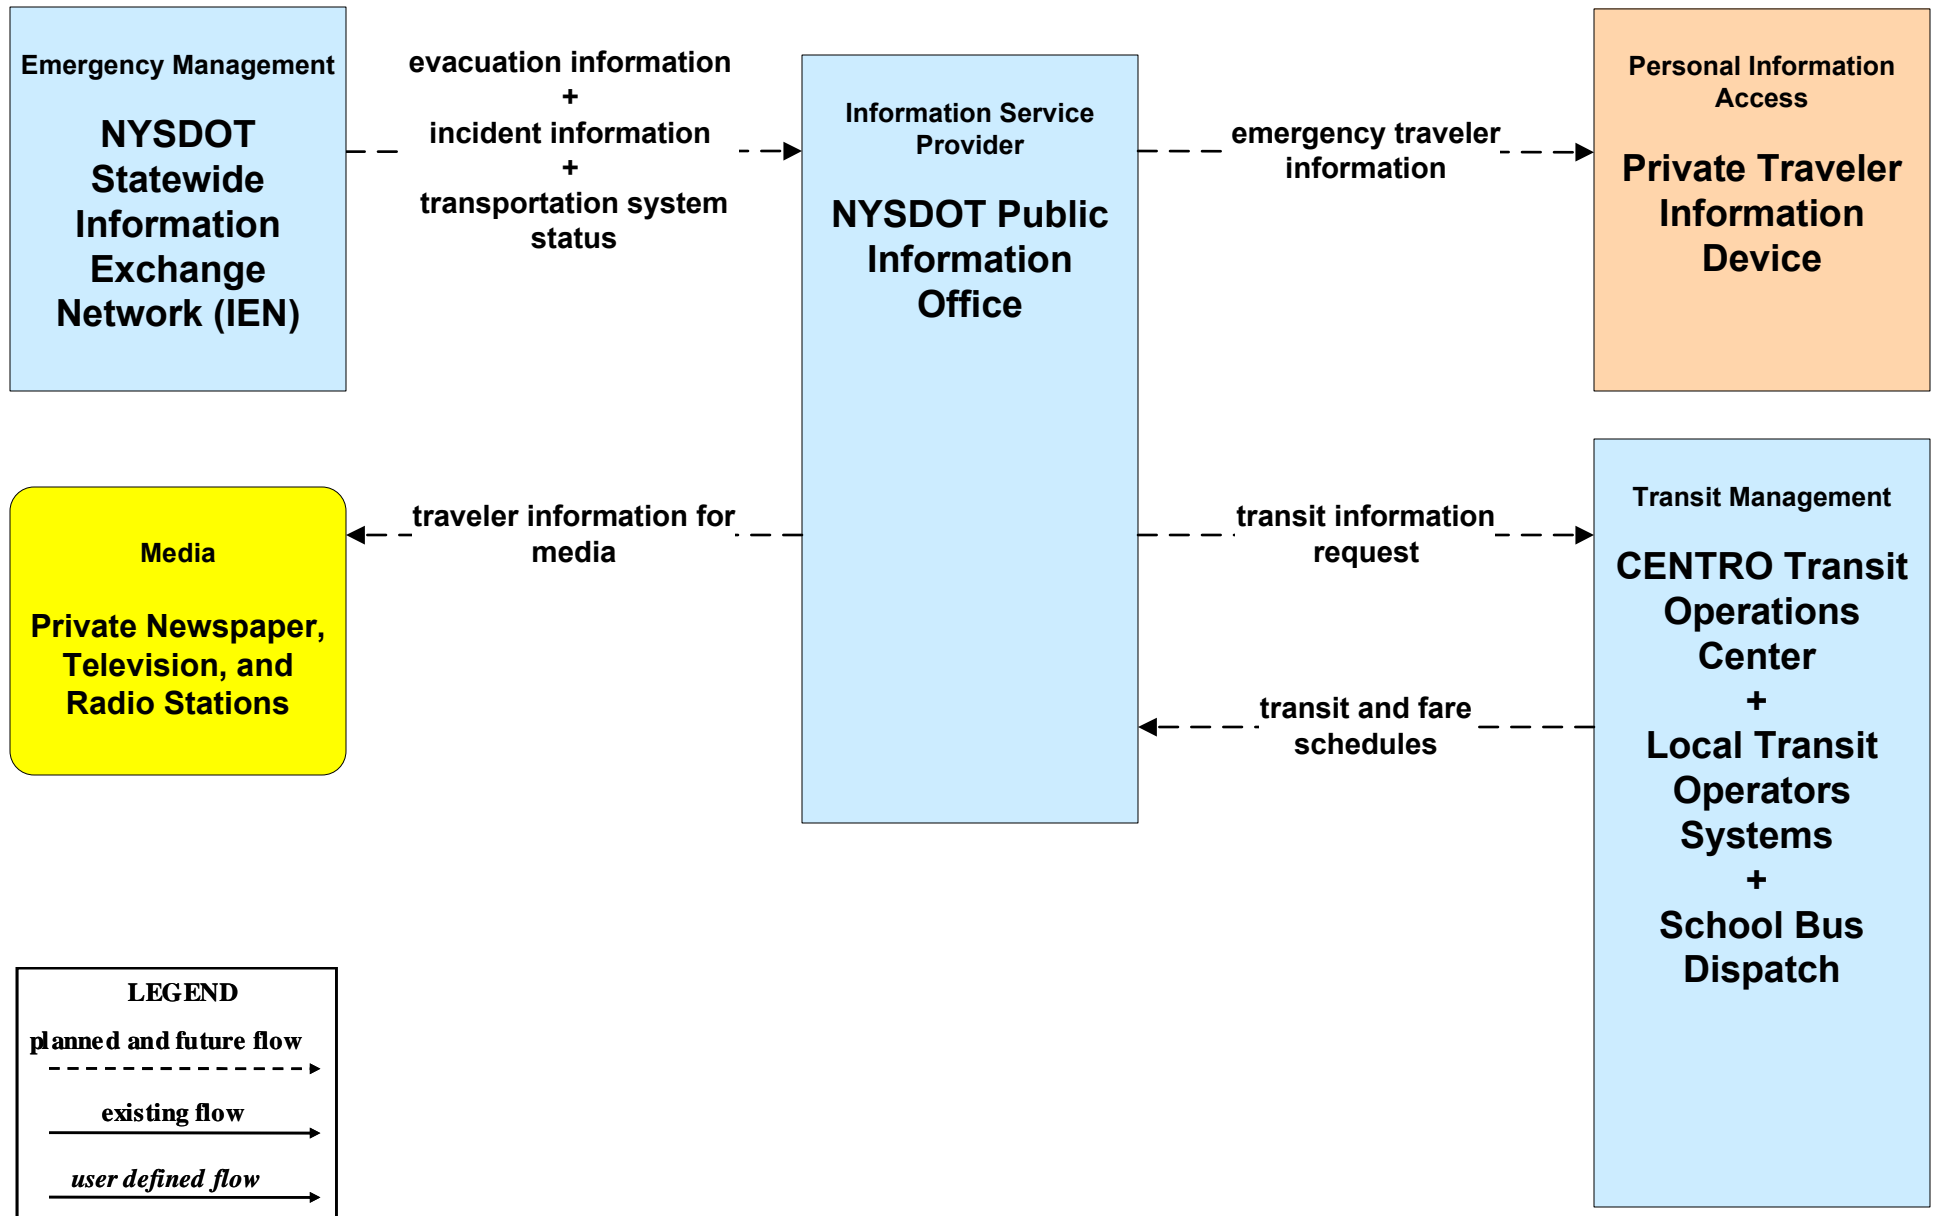 Emergency Management
NYSDOT
Statewide
Information
Exchange
Network (IEN)
evacuation information
+
incident information
+
transportation system
status
Information Service
Provider
NYSDOT Public
Information
Office
emergency traveler
information
Personal Information
Access
Private Traveler
Information
Device
Media
Private Newspaper,
Television, and
Radio Stations
traveler information for
media
transit information
request
transit and fare
schedules
Transit Management
CENTRO Transit
Operations
Center
+
Local Transit
Operators
Systems
+
School Bus
Dispatch
LEGEND
planned and future flow
existing flow
user defined flow